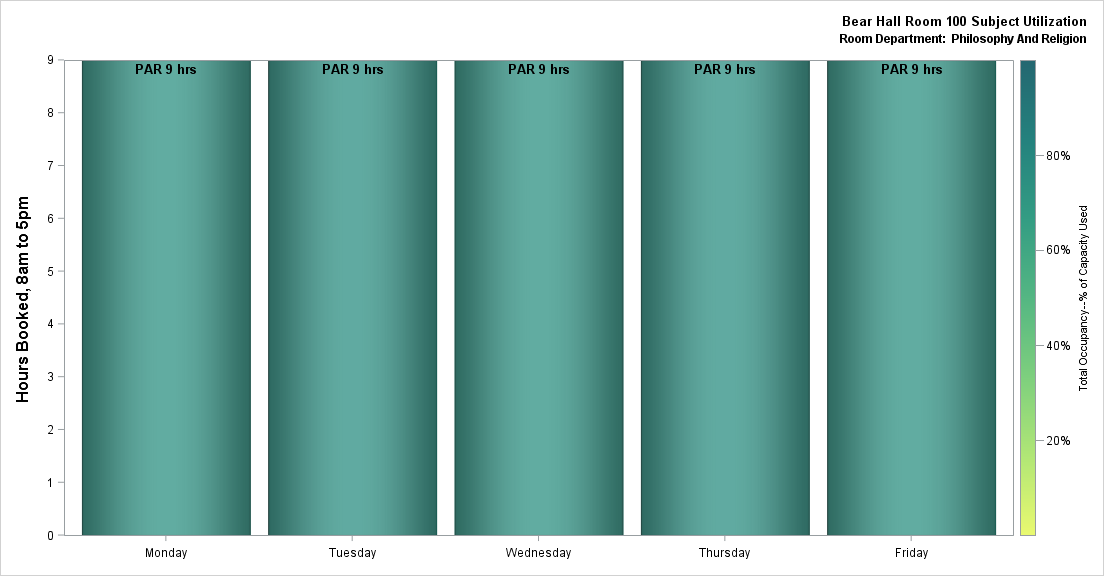 Bear Hall Room 100 Subject Utilization
Room Department: Philosophy And Religion
PAR 9 hrs PAR 9 hrs PAR 9 hrs PAR 9 hrs PAR 9 hrs
Hours Booked, 8am to 5pm
9
8
7
6
5
4
3
2
1
0
Monday Tuesday Wednesday Thursday Friday
80%
60%
40%
20%
Total Occupancy--% of Capacity Used